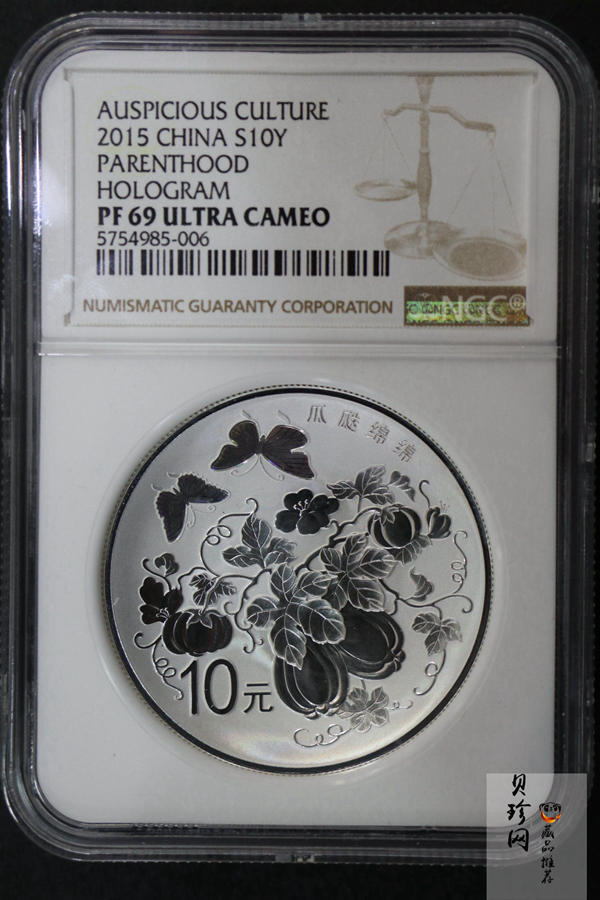 AUSPICIOUS CULTURE
2015 CHINA S10Y
PARENTHOOD
HOLOGRAM
PF 69 ULTRA CAMEO
5754985-006
NUMISMATIC GUARANTY CORPORATION
NGC®
瓜瓞绵绵
10元
贝珍网
藏品推荐